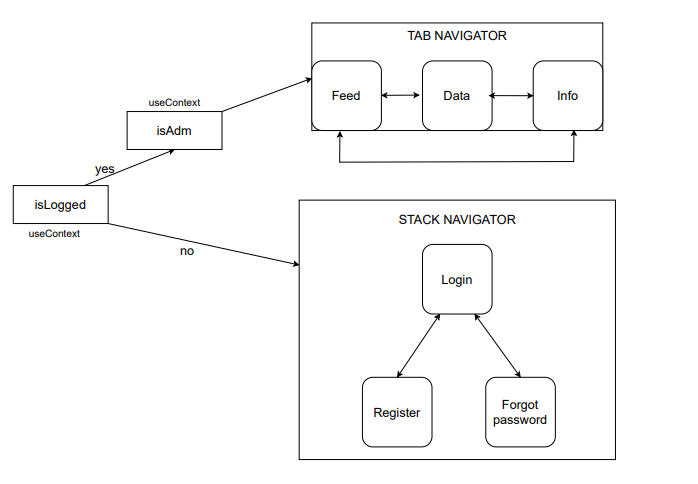 TAB NAVIGATOR
Feed
Data
Info
useContext
isAdm
yes
isLogged
useContext
no
STACK NAVIGATOR
Login
Register
Forgot
password